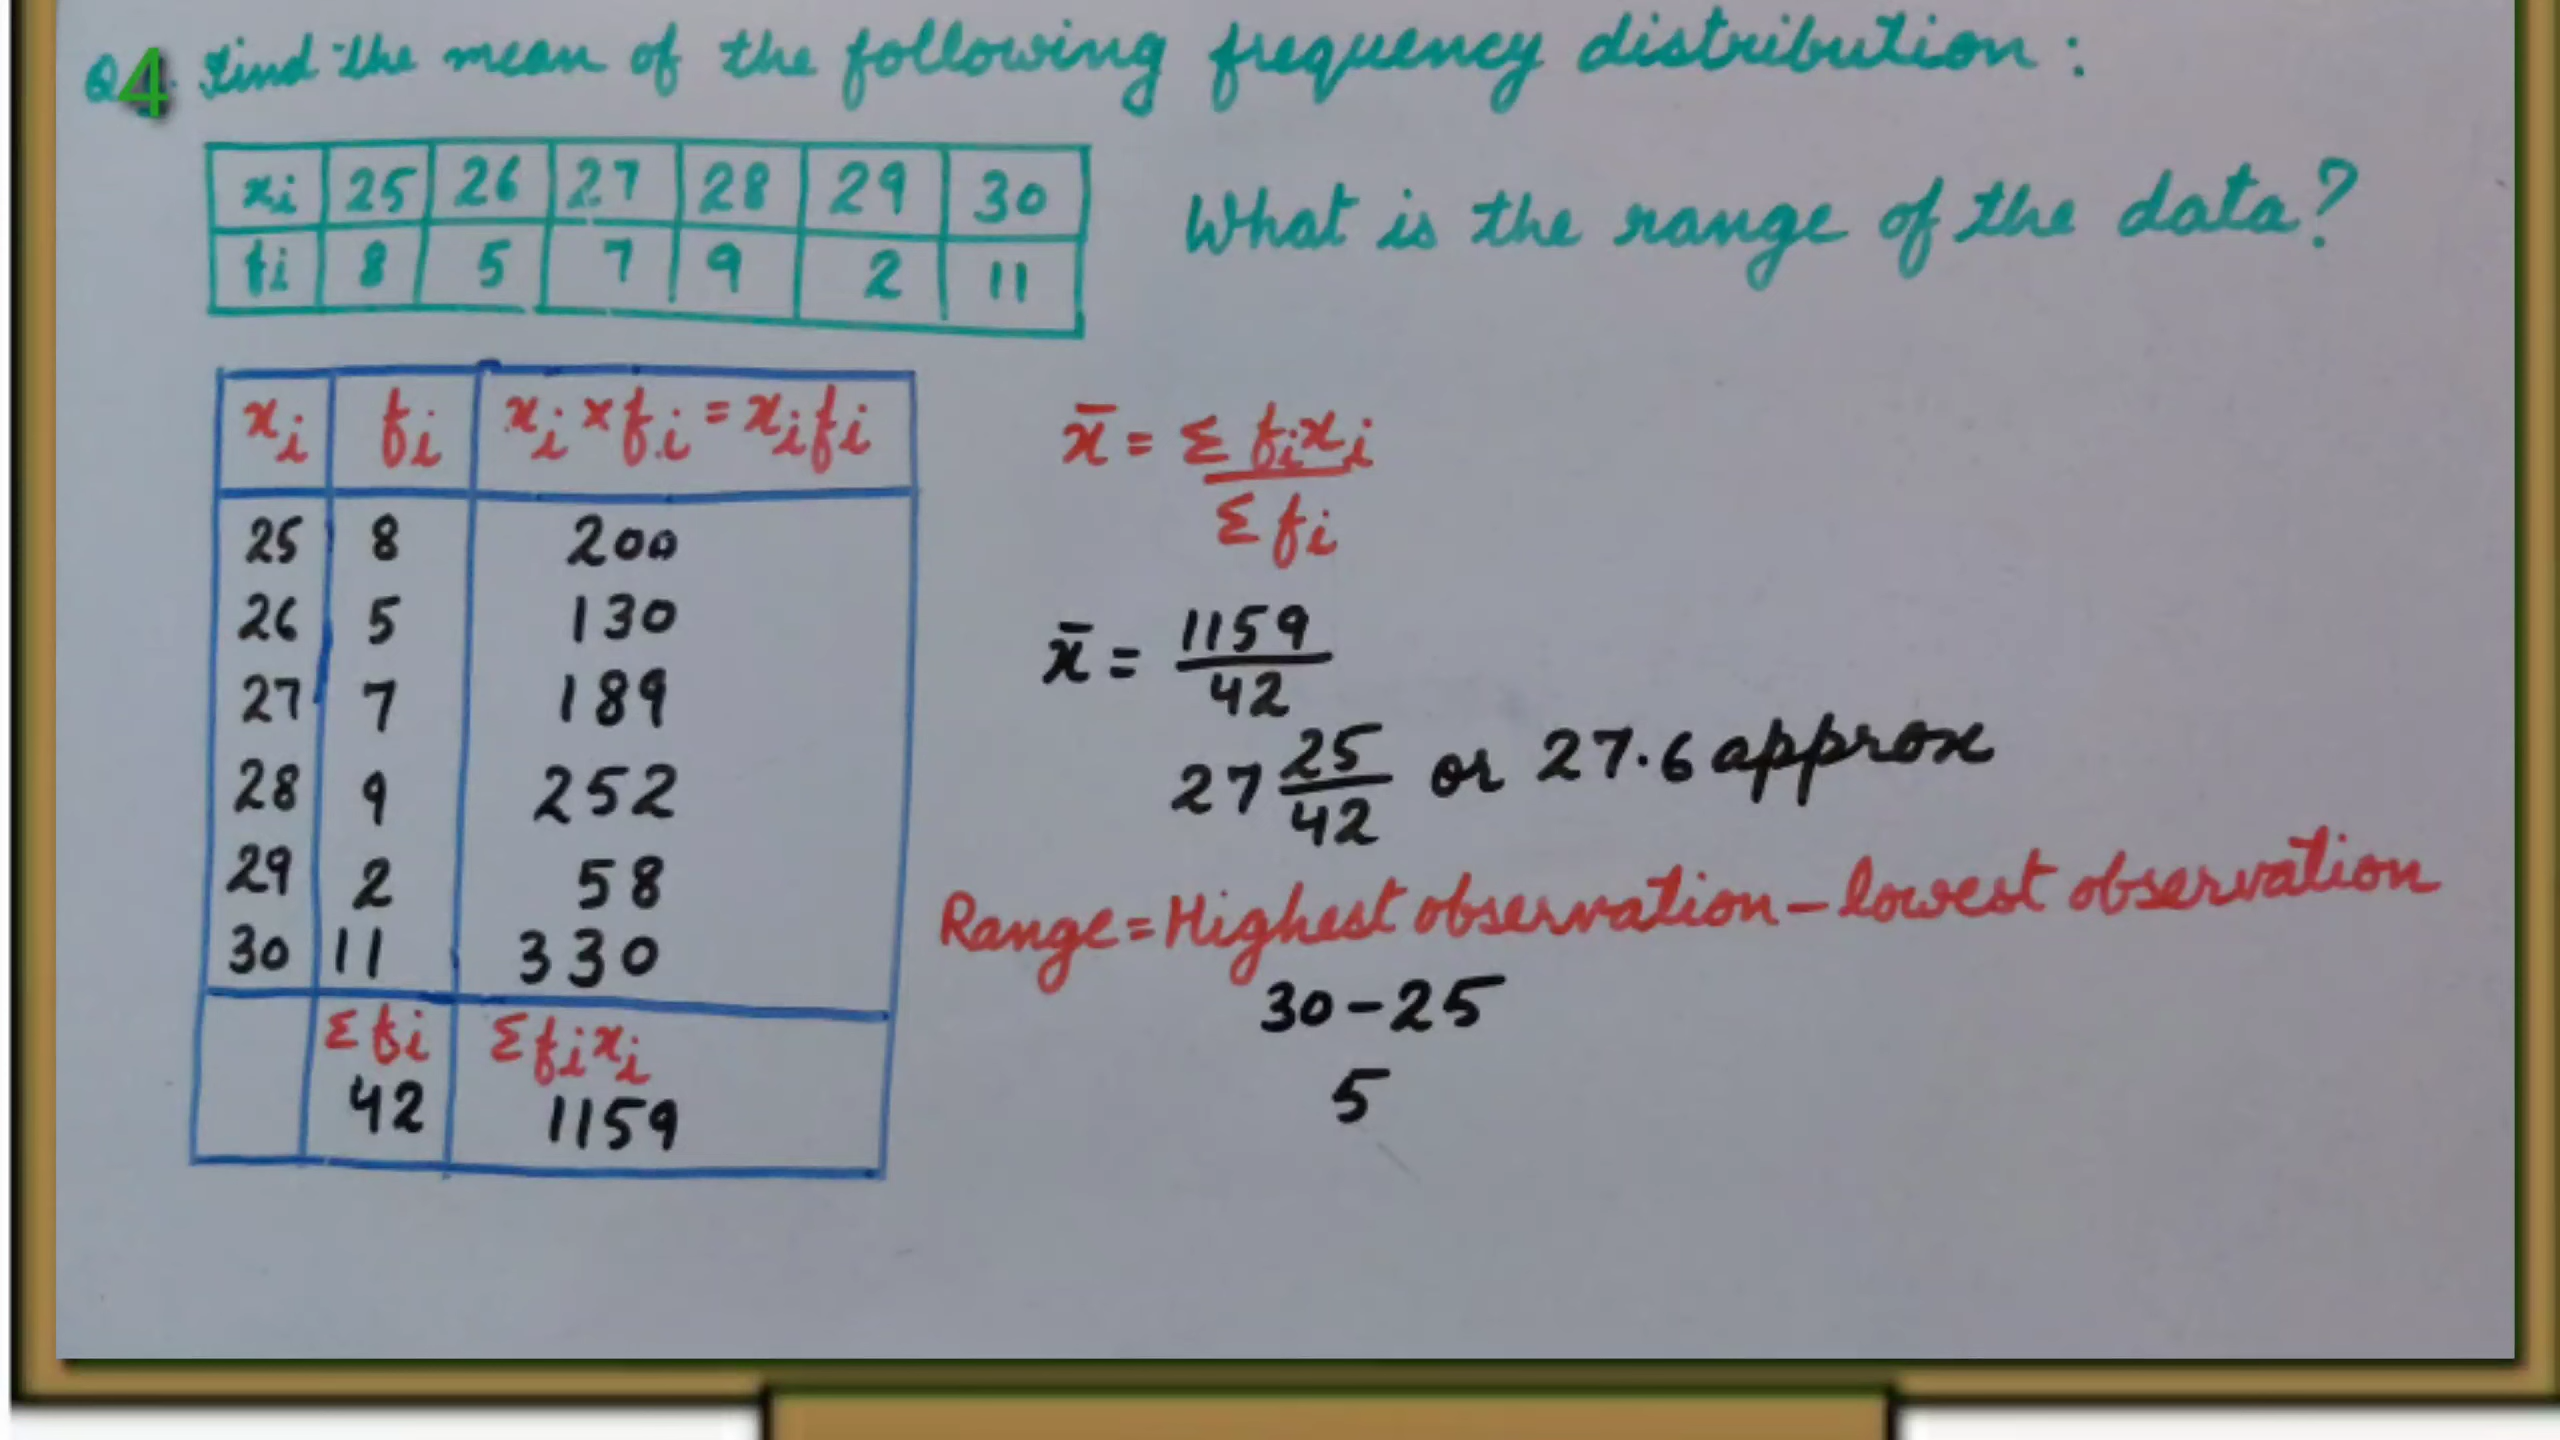 Q4. Find the mean of the following frequency distribution:
xi 25 26 27 28 29 30
fi 8 5 7 9 2 11
What is the range of the data?
xi fi xi × fi = xifi
25 8 200
26 5 130
27 7 189
28 9 252
29 2 58
30 11 330
Σfi Σfixi
42 1159
x̄ = Σ fixi
Σ fi
x̄ = 1159
42
27 25/42 or 27.6 approx
Range = Highest observation - lowest observation
30-25
5